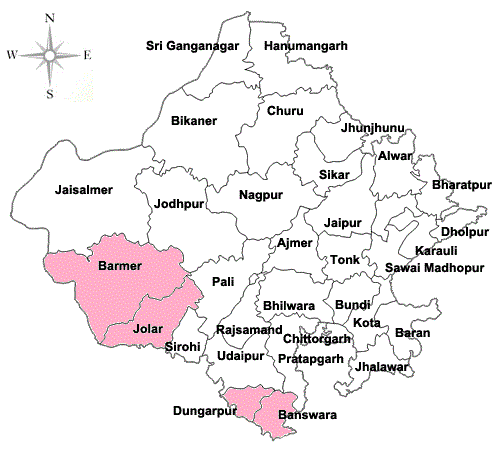 N
W E
S
Sri Ganganagar
Hanumangarh
Bikaner
Churu
Jhunjhunu
Sikar
Alwar
Jaisalmer
Jodhpur
Nagpur
Bharatpur
Jaipur
Dholpur
Ajmer
Karauli
Tonk
Sawai Madhopur
Barmer
Pali
Bhilwara
Bundi
Jolar
Rajsamand
Kota
Baran
Sirohi
Chittorgarh
Udaipur
Pratapgarh
Jhalawar
Dungarpur
Banswara